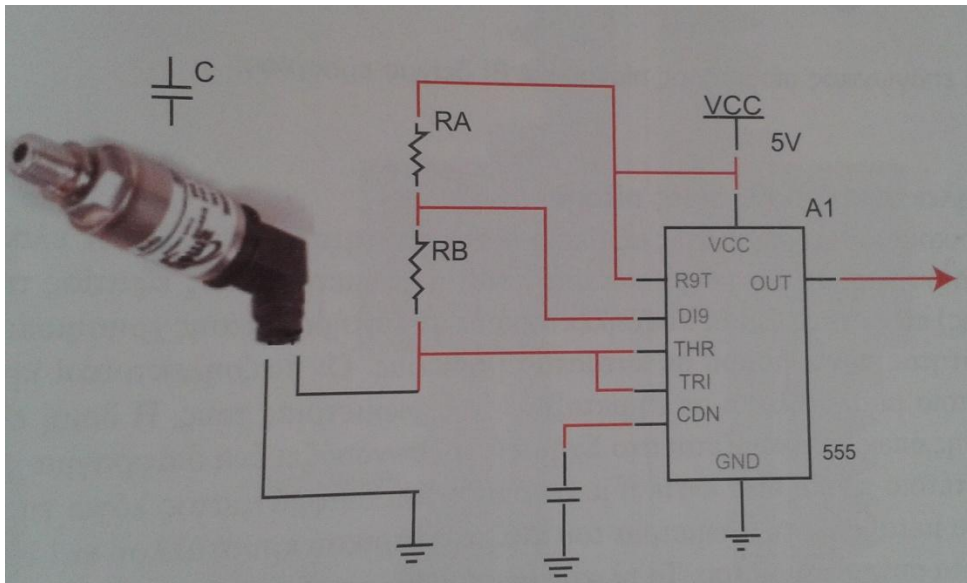 C
RA
VCC
5V
RB
A1
VCC
R9T
OUT
DI9
THR
TRI
CDN
GND
555